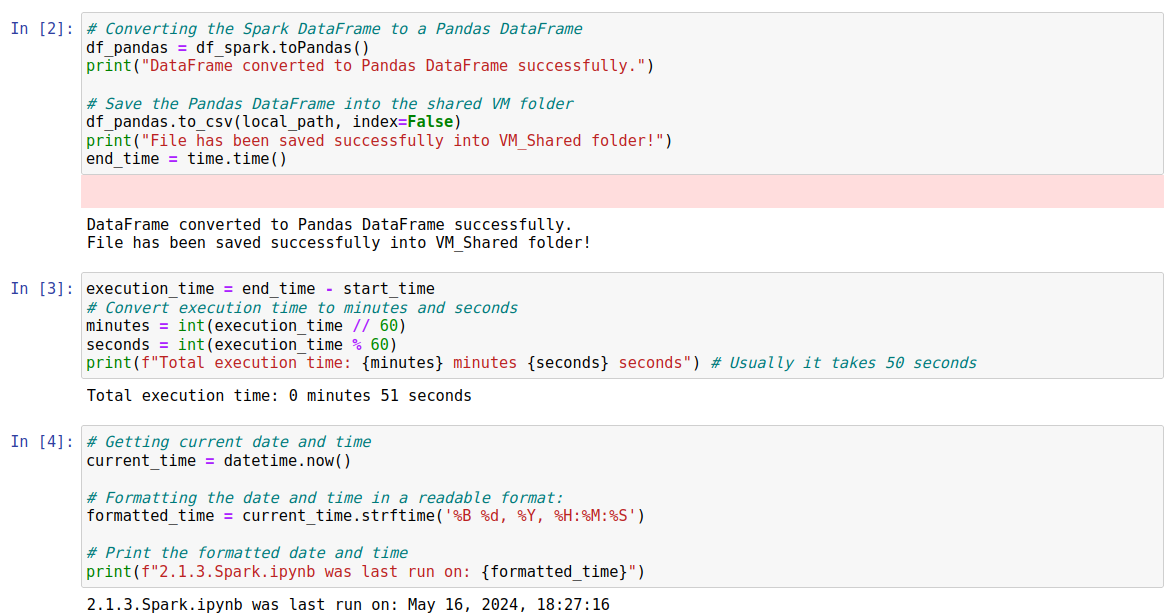 In [2]: # Converting the Spark DataFrame to a Pandas DataFrame
df_pandas = df_spark.toPandas()
print("DataFrame converted to Pandas DataFrame successfully.")
# Save the Pandas DataFrame into the shared VM folder
df_pandas.to_csv(local_path, index=False)
print("File has been saved successfully into VM_Shared folder!")
end_time = time.time()
DataFrame converted to Pandas DataFrame successfully.
File has been saved successfully into VM_Shared folder!
In [3]: execution_time = end_time - start_time
# Convert execution time to minutes and seconds
minutes = int(execution_time // 60)
seconds = int(execution_time % 60)
print(f"Total execution time: {minutes} minutes {seconds} seconds") # Usually it takes 50 seconds
Total execution time: 0 minutes 51 seconds
In [4]: # Getting current date and time
current_time = datetime.now()
# Formatting the date and time in a readable format:
formatted_time = current_time.strftime('%B %d, %Y, %H:%M:%S')
# Print the formatted date and time
print(f"2.1.3.Spark.ipynb was last run on: {formatted_time}")
2.1.3.Spark.ipynb was last run on: May 16, 2024, 18:27:16